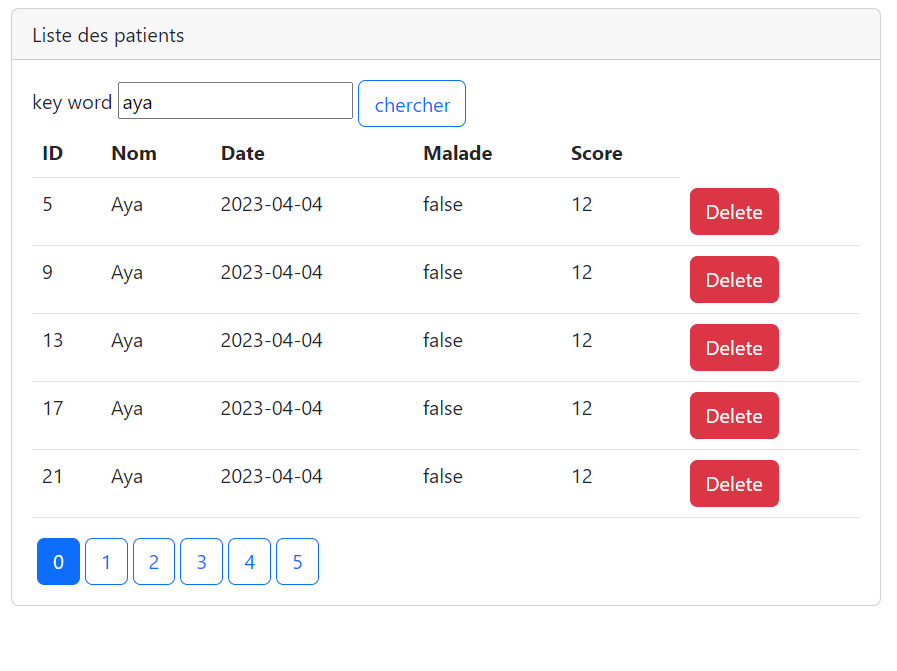 Liste des patients
key word aya chercher
ID Nom Date Malade Score
5 Aya 2023-04-04 false 12 Delete
9 Aya 2023-04-04 false 12 Delete
13 Aya 2023-04-04 false 12 Delete
17 Aya 2023-04-04 false 12 Delete
21 Aya 2023-04-04 false 12 Delete
0 1 2 3 4 5